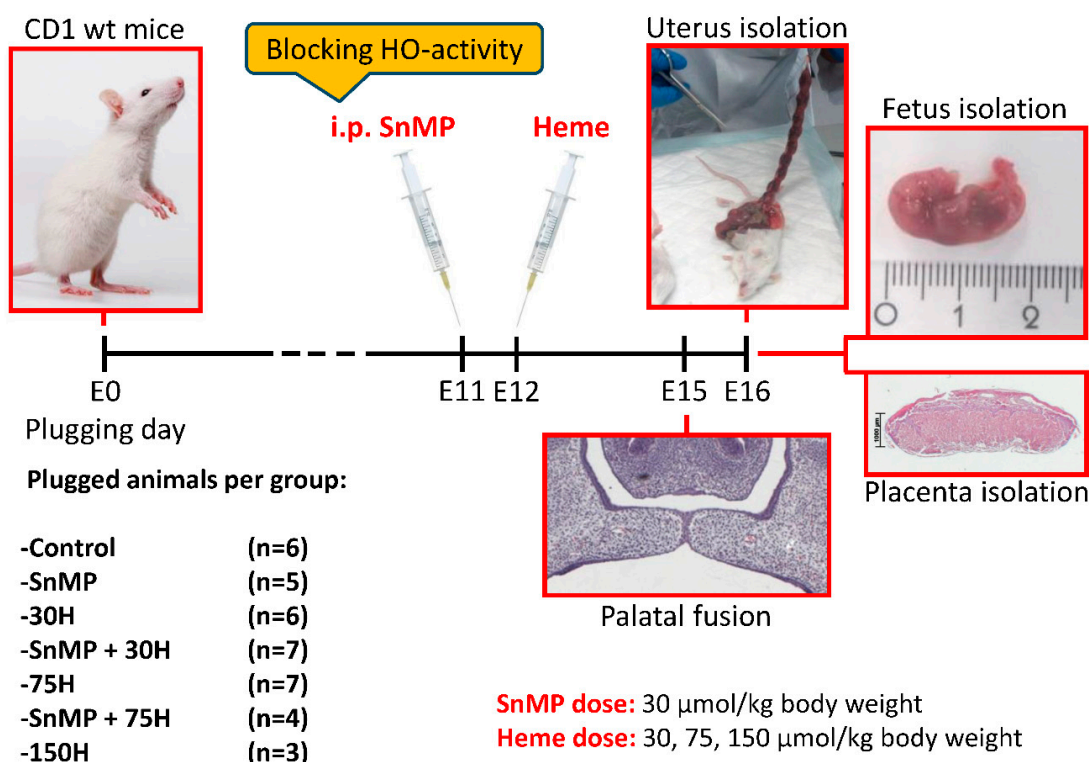 CD1 wt mice
Blocking HO-activity
i.p. SnMP
Heme
Uterus isolation
Fetus isolation
0 1 2
E0
E11
E12
E15
E16
Plugging day
1000 µm
Placenta isolation
Palatal fusion
Plugged animals per group:
-Control (n=6)
-SnMP (n=5)
-30H (n=6)
-SnMP + 30H (n=7)
-75H (n=7)
-SnMP + 75H (n=4)
-150H (n=3)
SnMP dose: 30 µmol/kg body weight
Heme dose: 30, 75, 150 µmol/kg body weight